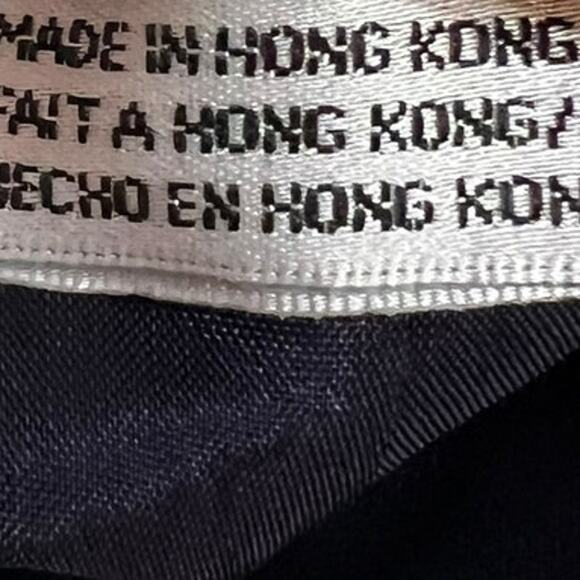 MADE IN HONG KONG
FAIT A HONG KONG/
HECHO EN HONG KON